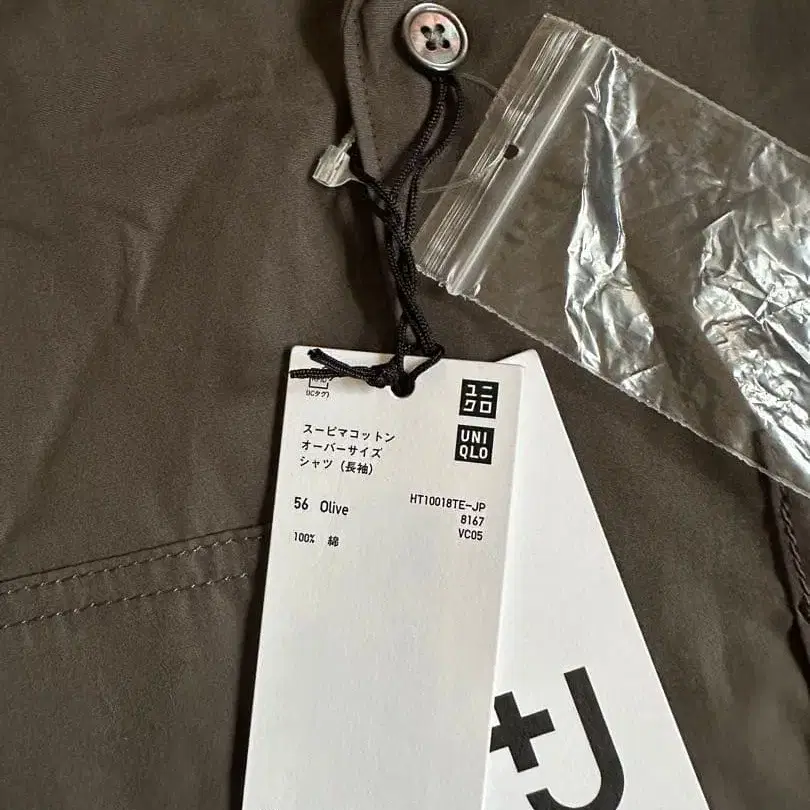 (ICタグ)
ユニ
クロ
UNI
QLO
スーピマコットン
オーバーサイズ
シャツ (長袖)
56 Olive
HT10018TE-JP
8167
VC05
100% 綿
+J